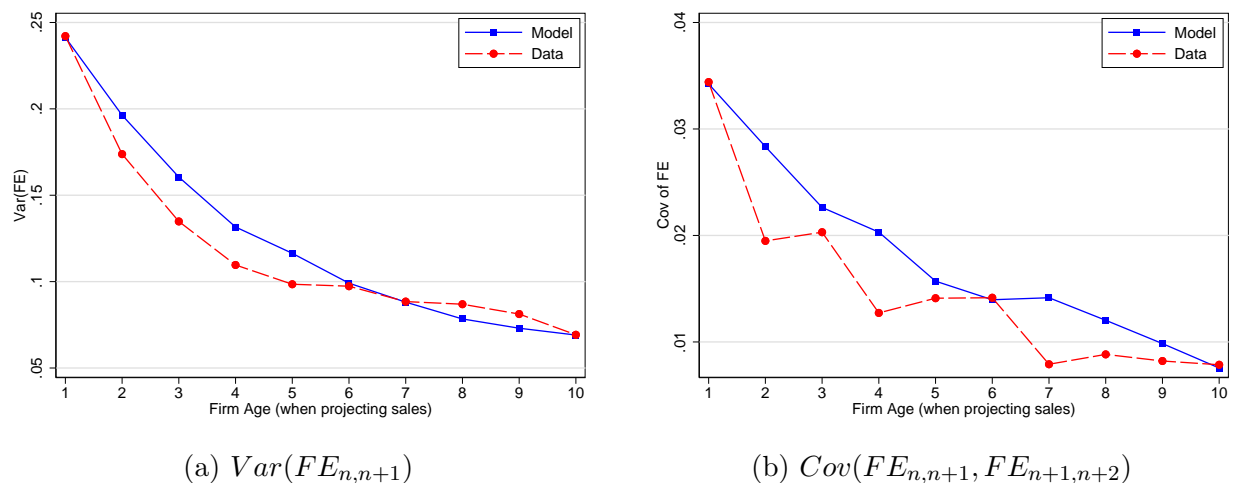 Model
Data
.25
.2
.15
.1
.05
Var(FE)
1 2 3 4 5 6 7 8 9 10
Firm Age (when projecting sales)
(a) Var(FE_{n,n+1})
Model
Data
.04
.03
.02
.01
Cov of FE
1 2 3 4 5 6 7 8 9 10
Firm Age (when projecting sales)
(b) Cov(FE_{n,n+1}, FE_{n+1,n+2})